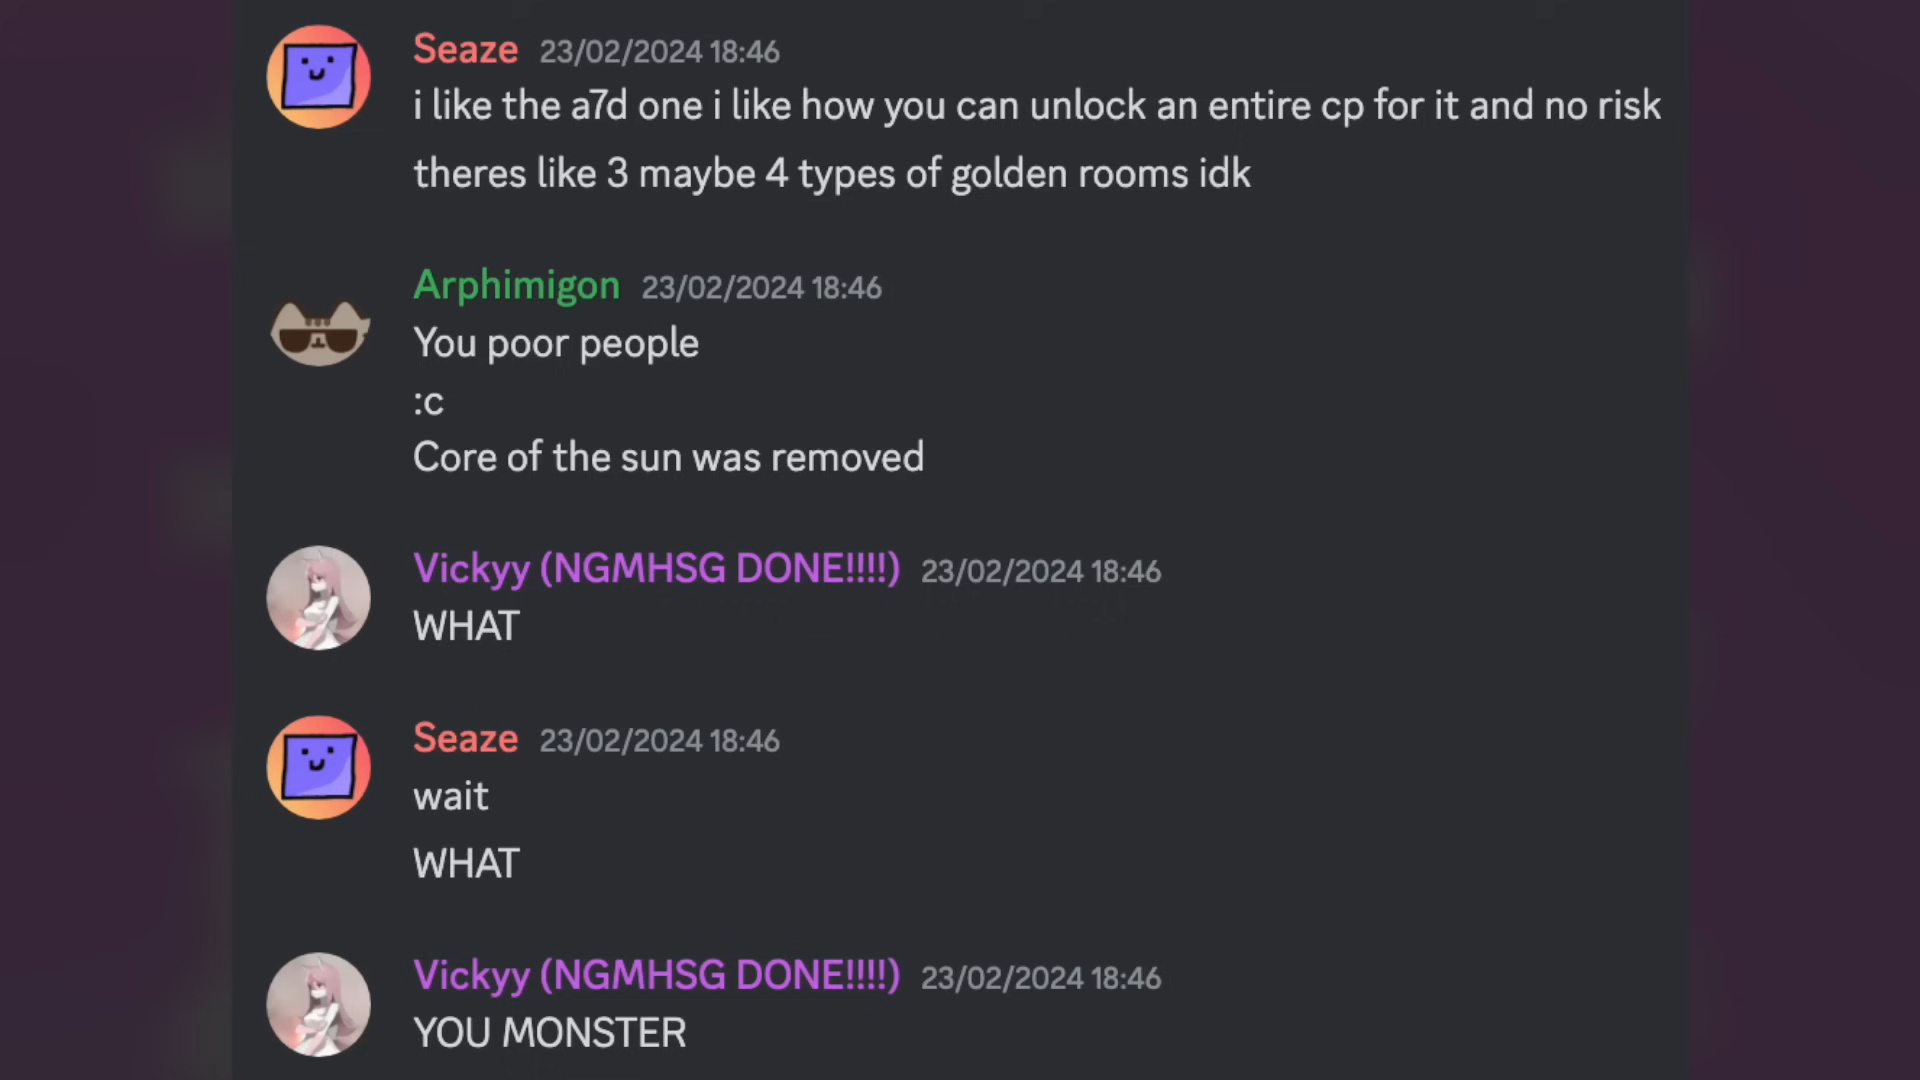 Seaze 23/02/2024 18:46
i like the a7d one i like how you can unlock an entire cp for it and no risk
theres like 3 maybe 4 types of golden rooms idk
Arphimigon 23/02/2024 18:46
You poor people
:c
Core of the sun was removed
Vickyy (NGMHSG DONE!!!!) 23/02/2024 18:46
WHAT
Seaze 23/02/2024 18:46
wait
WHAT
Vickyy (NGMHSG DONE!!!!) 23/02/2024 18:46
YOU MONSTER